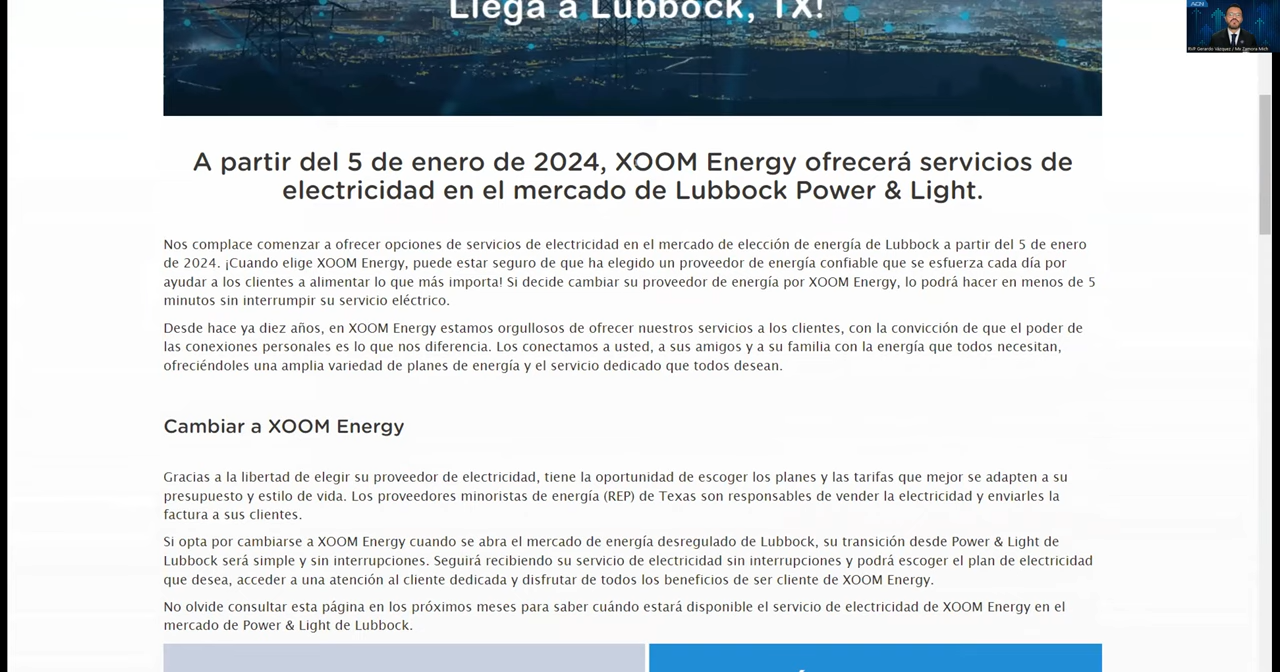 Llega a Lubbock, TX!
ACN
RVP Gerardo Vázquez / Ma Zamora Mich
A partir del 5 de enero de 2024, XOOM Energy ofrecerá servicios de
electricidad en el mercado de Lubbock Power & Light.
Nos complace comenzar a ofrecer opciones de servicios de electricidad en el mercado de elección de energía de Lubbock a partir del 5 de enero
de 2024. ¡Cuando elige XOOM Energy, puede estar seguro de que ha elegido un proveedor de energía confiable que se esfuerza cada día por
ayudar a los clientes a alimentar lo que más importa! Si decide cambiar su proveedor de energía por XOOM Energy, lo podrá hacer en menos de 5
minutos sin interrumpir su servicio eléctrico.
Desde hace ya diez años, en XOOM Energy estamos orgullosos de ofrecer nuestros servicios a los clientes, con la convicción de que el poder de
las conexiones personales es lo que nos diferencia. Los conectamos a usted, a sus amigos y a su familia con la energía que todos necesitan,
ofreciéndoles una amplia variedad de planes de energía y el servicio dedicado que todos desean.
Cambiar a XOOM Energy
Gracias a la libertad de elegir su proveedor de electricidad, tiene la oportunidad de escoger los planes y las tarifas que mejor se adapten a su
presupuesto y estilo de vida. Los proveedores minoristas de energía (REP) de Texas son responsables de vender la electricidad y enviarles la
factura a sus clientes.
Si opta por cambiarse a XOOM Energy cuando se abra el mercado de energía desregulado de Lubbock, su transición desde Power & Light de
Lubbock será simple y sin interrupciones. Seguirá recibiendo su servicio de electricidad sin interrupciones y podrá escoger el plan de electricidad
que desea, acceder a una atención al cliente dedicada y disfrutar de todos los beneficios de ser cliente de XOOM Energy.
No olvide consultar esta página en los próximos meses para saber cuándo estará disponible el servicio de electricidad de XOOM Energy en el
mercado de Power & Light de Lubbock.